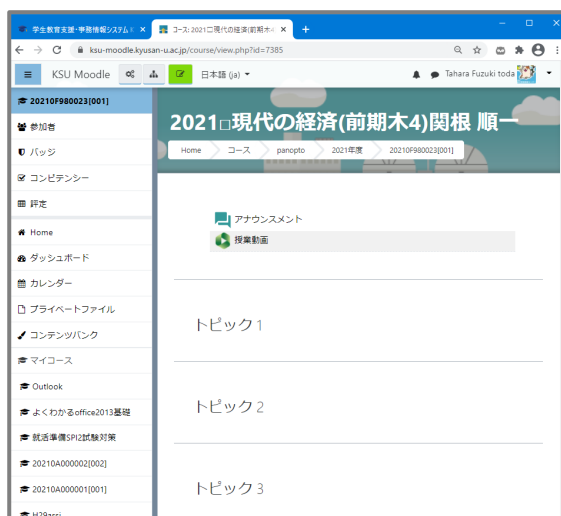 学生教育支援・事務情報システム
コース: 2021□現代の経済(前期木4
ksu-moodle.kyusan-u.ac.jp/course/view.php?id=7385
KSU Moodle
日本語 (ja)
Tahara Fuzuki toda
20210F980023[001]
参加者
バッジ
コンピテンシー
評定
Home
ダッシュボード
カレンダー
プライベートファイル
コンテンツバンク
マイコース
Outlook
よくわかるoffice2013基礎
就活準備SPI2試験対策
20210A000002[002]
20210A000001[001]
2021□現代の経済(前期木4)関根 順一
Home
コース
panopto
2021年度
20210F980023[001]
アナウンスメント
授業動画
トピック 1
トピック 2
トピック 3